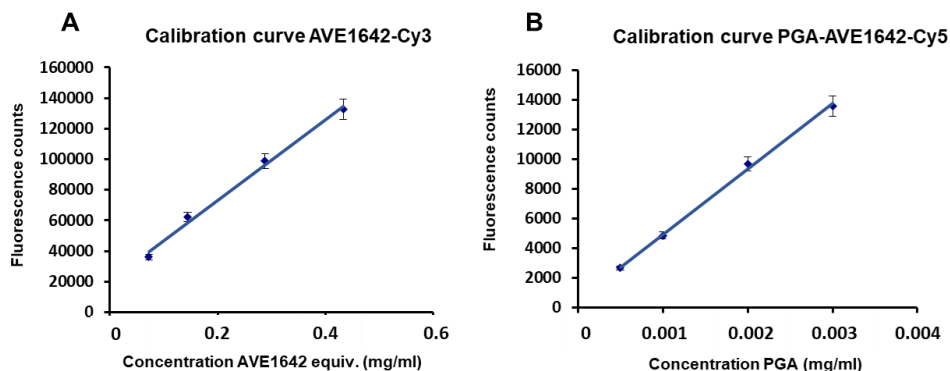 A
Calibration curve AVE1642-Cy3
Fluorescence counts
160000
140000
120000
100000
80000
60000
40000
20000
0
0 0.2 0.4 0.6
Concentration AVE1642 equiv. (mg/ml)
B
Calibration curve PGA-AVE1642-Cy5
Fluorescence counts
16000
14000
12000
10000
8000
6000
4000
2000
0
0 0.001 0.002 0.003 0.004
Concentration PGA (mg/ml)